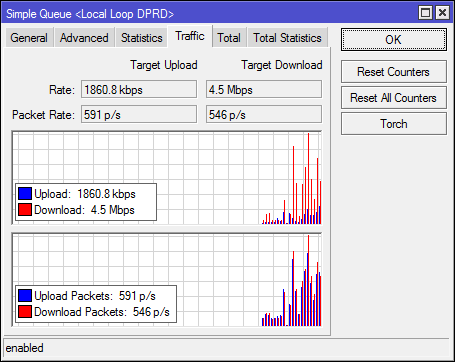 Simple Queue <Local Loop DPRD>
General Advanced Statistics Traffic Total Total Statistics
Target Upload Target Download
Rate: 1860.8 kbps 4.5 Mbps
Packet Rate: 591 p/s 546 p/s
Upload: 1860.8 kbps
Download: 4.5 Mbps
Upload Packets: 591 p/s
Download Packets: 546 p/s
OK
Reset Counters
Reset All Counters
Torch
enabled